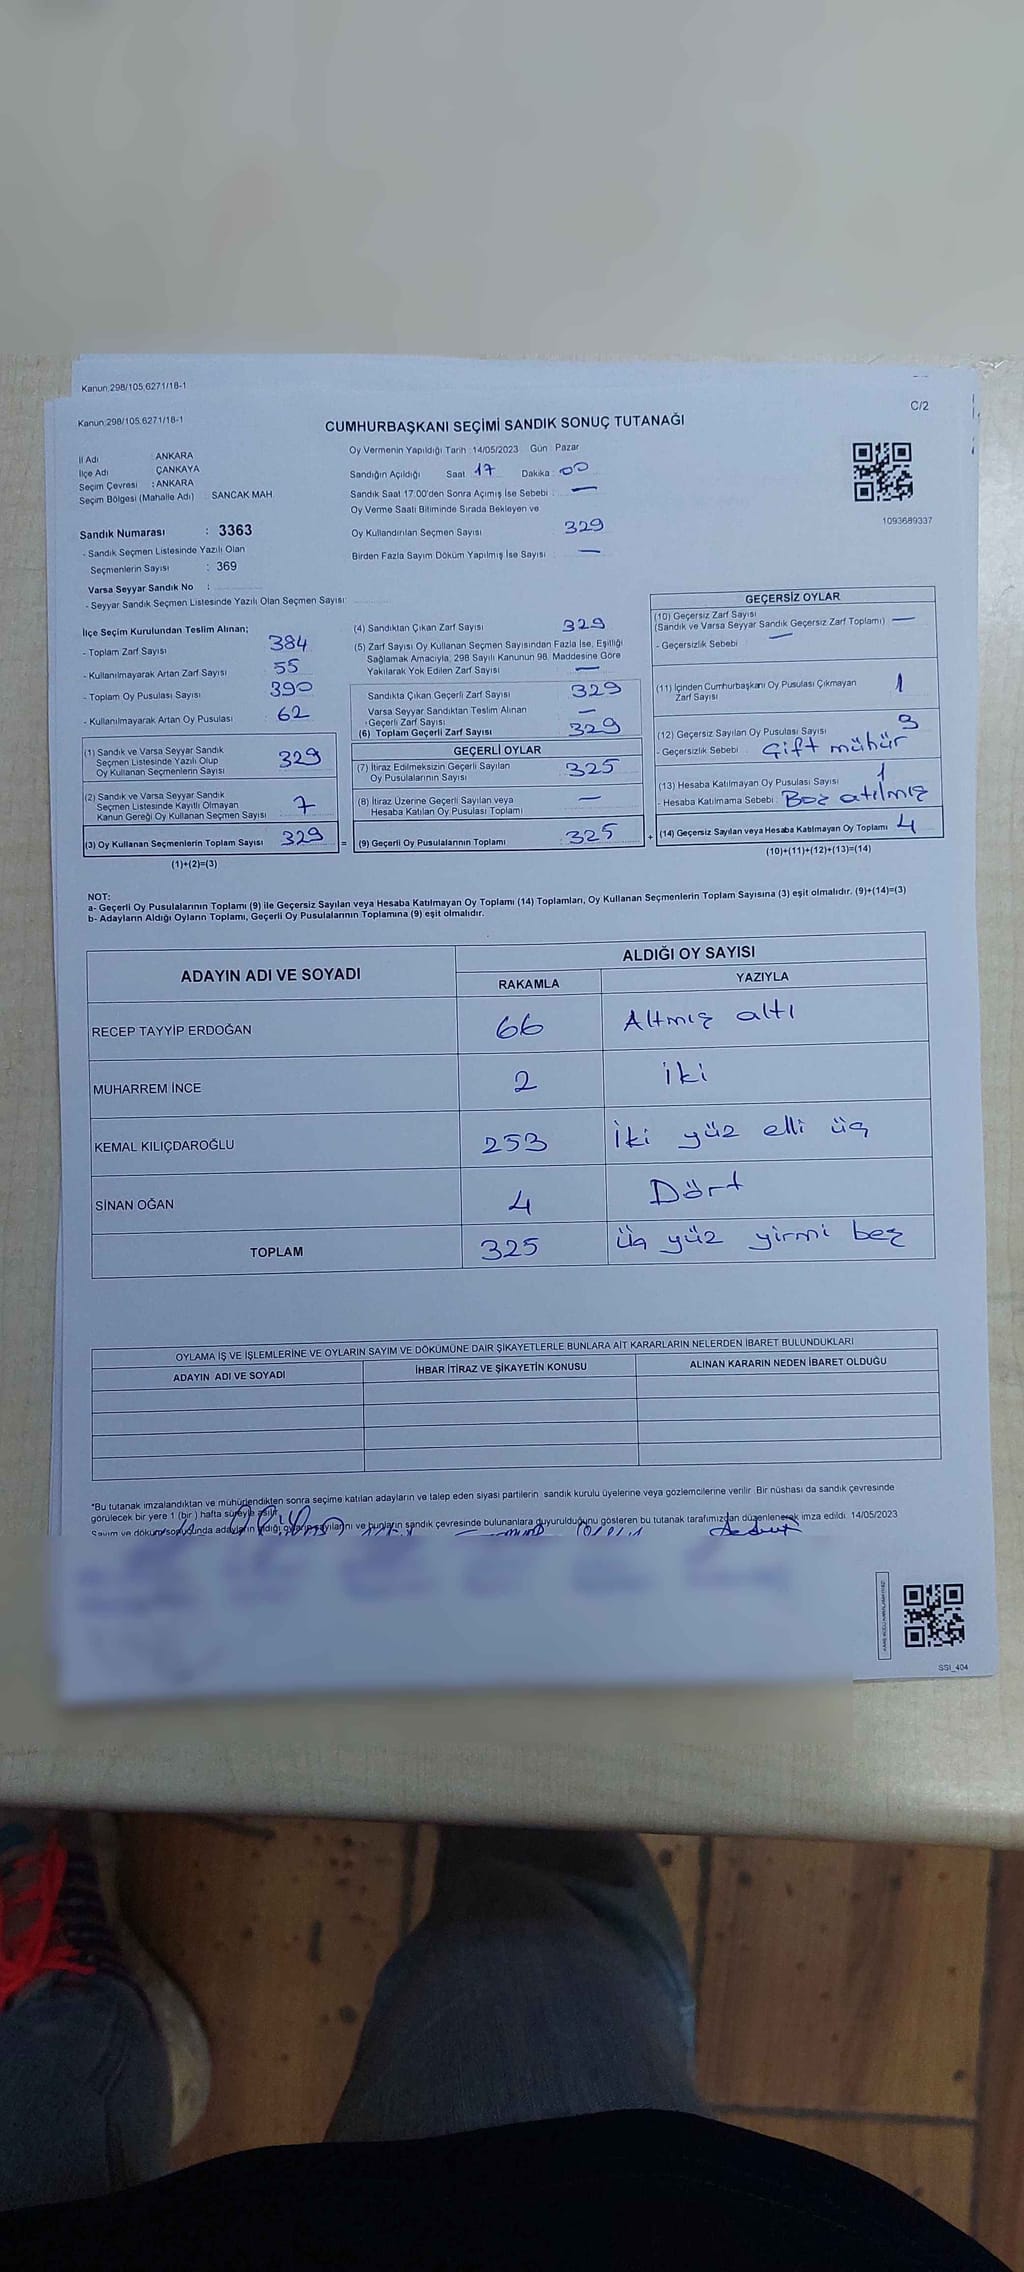 Kanun:298/105,6271/18-1
Kanun:298/105,6271/18-1
C/2
CUMHURBAŞKANI SEÇİMİ SANDIK SONUÇ TUTANAĞI
İl Adı : ANKARA
İlçe Adı : ÇANKAYA
Seçim Çevresi : ANKARA
Seçim Bölgesi (Mahalle Adı) : SANCAK MAH
Sandık Numarası : 3363
- Sandık Seçmen Listesinde Yazılı Olan
Seçmenlerin Sayısı : 369
Varsa Seyyar Sandık No :
- Seyyar Sandık Seçmen Listesinde Yazılı Olan Seçmen Sayısı:
Oy Vermenin Yapıldığı Tarih : 14/05/2023 Gün : Pazar
Sandığın Açıldığı Saat 17 Dakika : 00
Sandık Saat 17:00'den Sonra Açımış İse Sebebi : —
Oy Verme Saati Bitiminde Sırada Bekleyen ve
Oy Kullandırılan Seçmen Sayısı 329
Birden Fazla Sayım Döküm Yapılmış İse Sayısı : —
1093689337
İlçe Seçim Kurulundan Teslim Alınan;
- Toplam Zarf Sayısı 384
- Kullanılmayarak Artan Zarf Sayısı 55
- Toplam Oy Pusulası Sayısı 390
- Kullanılmayarak Artan Oy Pusulası : 62
(1) Sandık ve Varsa Seyyar Sandık
Seçmen Listesinde Yazılı Olup
Oy Kullanan Seçmenlerin Sayısı 329
(2) Sandık ve Varsa Seyyar Sandık
Seçmen Listesinde Kayıtlı Olmayan
Kanun Gereği Oy Kullanan Seçmen Sayısı 7
(3) Oy Kullanan Seçmenlerin Toplam Sayısı 329 =
(1)+(2)=(3)
(4) Sandıktan Çıkan Zarf Sayısı 329
(5) Zarf Sayısı Oy Kullanan Seçmen Sayısından Fazla İse, Eşitliği
Sağlamak Amacıyla, 298 Sayılı Kanunun 98. Maddesine Göre
Yakılarak Yok Edilen Zarf Sayısı —
Sandıkta Çıkan Geçerli Zarf Sayısı 329
Varsa Seyyar Sandıktan Teslim Alınan
Geçerli Zarf Sayısı —
(6) Toplam Geçerli Zarf Sayısı 329
GEÇERLİ OYLAR
(7) İtiraz Edilmeksizin Geçerli Sayılan
Oy Pusulalarının Sayısı 325
(8) İtiraz Üzerine Geçerli Sayılan veya
Hesaba Katılan Oy Pusulası Toplamı —
(9) Geçerli Oy Pusulalarının Toplamı : 325 +
GEÇERSİZ OYLAR
(10) Geçersiz Zarf Sayısı
(Sandık ve Varsa Seyyar Sandık Geçersiz Zarf Toplamı) —
- Geçersizlik Sebebi —
(11) İçinden Cumhurbaşkanı Oy Pusulası Çıkmayan
Zarf Sayısı 1
(12) Geçersiz Sayılan Oy Pusulası Sayısı 3
- Geçersizlik Sebebi Çift mühür
(13) Hesaba Katılmayan Oy Pusulası Sayısı 1
- Hesaba Katılmama Sebebi : Boş atılmış
(14) Geçersiz Sayılan veya Hesaba Katılmayan Oy Toplamı 4
(10)+(11)+(12)+(13)=(14)
NOT:
a- Geçerli Oy Pusulalarının Toplamı (9) ile Geçersiz Sayılan veya Hesaba Katılmayan Oy Toplamı (14) Toplamları, Oy Kullanan Seçmenlerin Toplam Sayısına (3) eşit olmalıdır. (9)+(14)=(3)
b- Adayların Aldığı Oyların Toplamı, Geçerli Oy Pusulalarının Toplamına (9) eşit olmalıdır.
ADAYIN ADI VE SOYADI
ALDIĞI OY SAYISI
RAKAMLA YAZIYLA
RECEP TAYYİP ERDOĞAN 66 Altmış altı
MUHARREM İNCE 2 iki
KEMAL KILIÇDAROĞLU 253 İki yüz elli üç
SİNAN OĞAN 4 Dört
TOPLAM 325 üç yüz yirmi beş
OYLAMA İŞ VE İŞLEMLERİNE VE OYLARIN SAYIM VE DÖKÜMÜNE DAİR ŞİKAYETLERLE BUNLARA AİT KARARLARIN NELERDEN İBARET BULUNDUKLARI
ADAYIN ADI VE SOYADI İHBAR İTİRAZ VE ŞİKAYETİN KONUSU ALINAN KARARIN NEDEN İBARET OLDUĞU
*Bu tutanak imzalandıktan ve mühürlendikten sonra seçime katılan adayların ve talep eden siyasi partilerin sandık kurulu üyelerine veya gözlemcilerine verilir. Bir nüshası da sandık çevresinde
görülecek bir yere 1 (bir) hafta süreyle asılır.
Sayım ve döküm sonucunda adayların aldığı oyların sayılarını ve bunların sandık çevresinde bulunanlara duyurulduğunu gösteren bu tutanak tarafımızdan düzenlenerek imza edildi. 14/05/2023
SSI_404